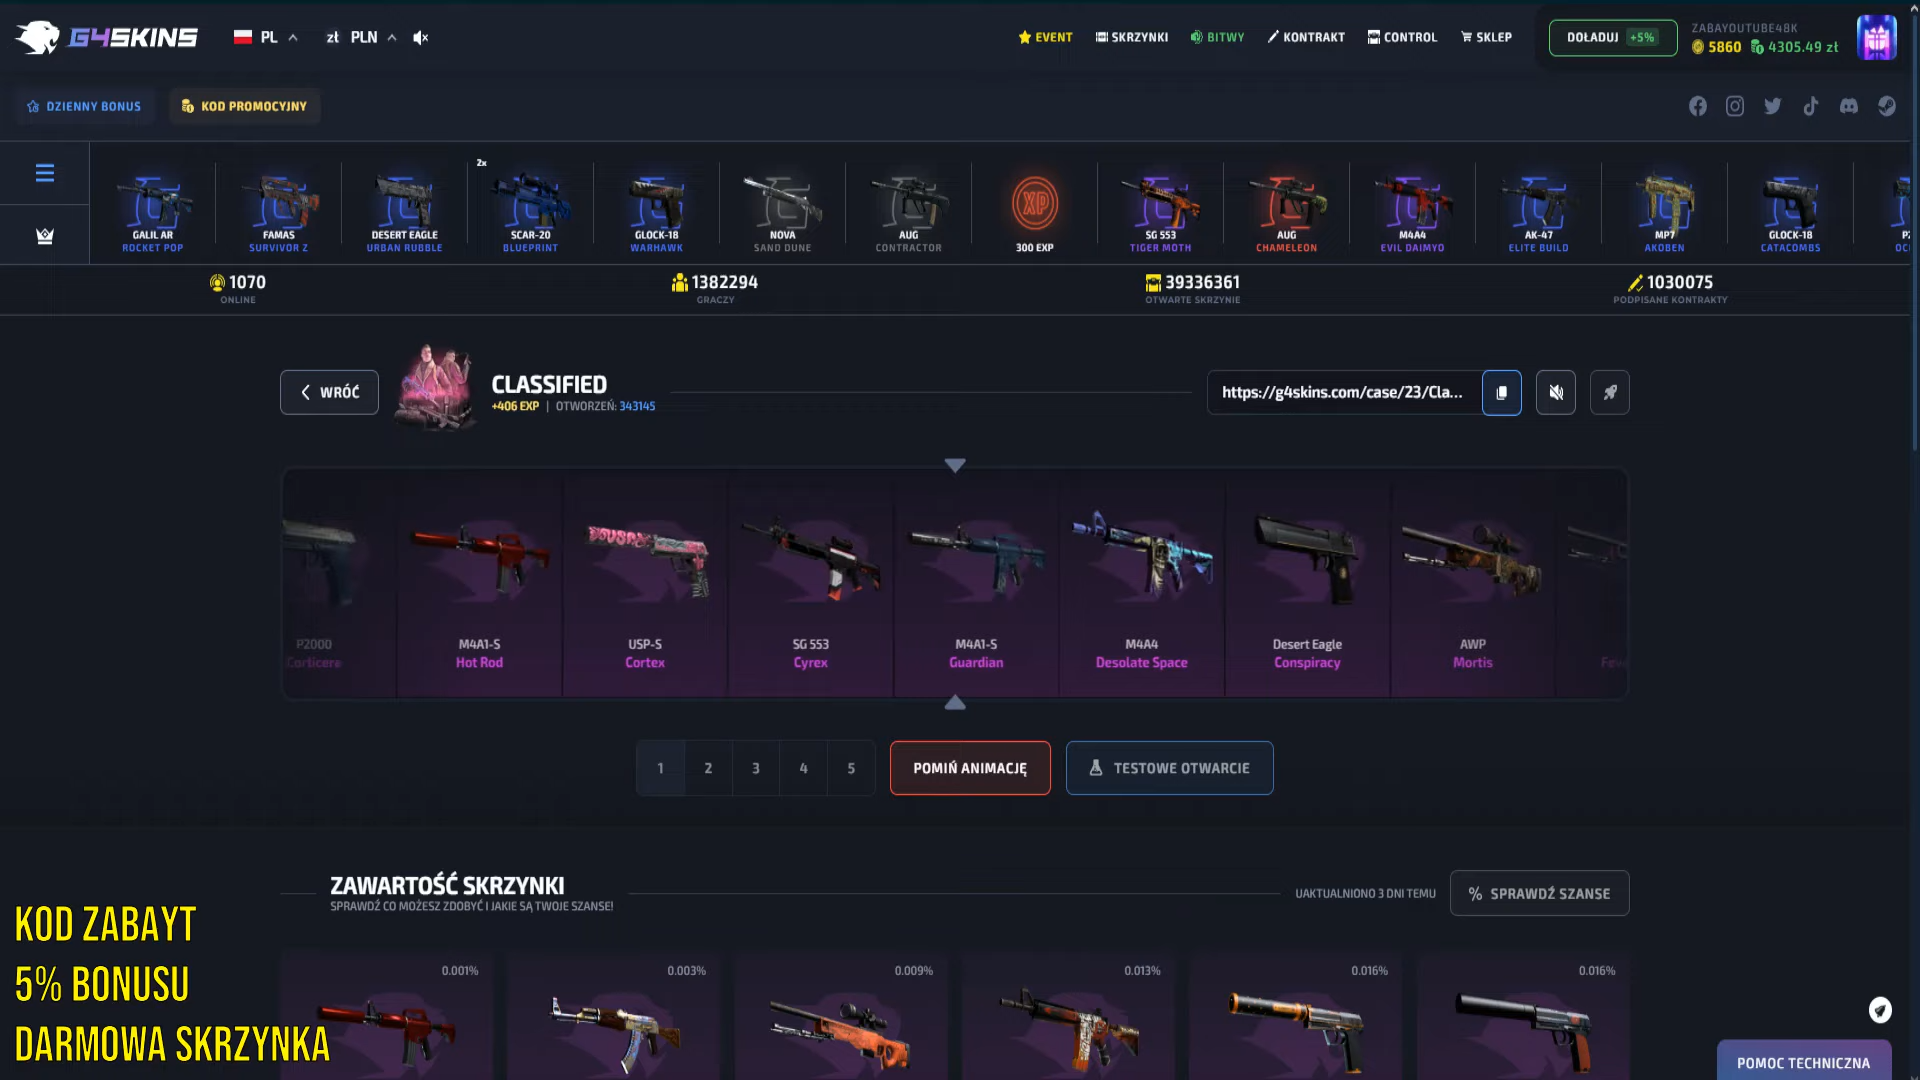 G4SKINS
PL
zł PLN
EVENT
SKRZYNKI
BITWY
KONTRAKT
CONTROL
SKLEP
DOŁADUJ +5%
ZABAYOUTUBE48K
5860 4305.49 zł
DZIENNY BONUS
KOD PROMOCYJNY
GALIL AR
ROCKET POP
FAMAS
SURVIVOR Z
DESERT EAGLE
URBAN RUBBLE
2x
SCAR-20
BLUEPRINT
GLOCK-18
WARHAWK
NOVA
SAND DUNE
AUG
CONTRACTOR
XP
300 EXP
SG 553
TIGER MOTH
AUG
CHAMELEON
M4A4
EVIL DAIMYO
AK-47
ELITE BUILD
MP7
AKOBEN
GLOCK-18
CATACOMBS
1070
ONLINE
1382294
GRACZY
39336361
OTWARTE SKRZYNIE
1030075
PODPISANE KONTRAKTY
WRÓĆ
CLASSIFIED
+406 EXP | OTWORZEŃ: 343145
https://g4skins.com/case/23/Cla...
P2000
Corticera
M4A1-S
Hot Rod
USP-S
Cortex
SG 553
Cyrex
M4A1-S
Guardian
M4A4
Desolate Space
Desert Eagle
Conspiracy
AWP
Mortis
1 2 3 4 5
POMIŃ ANIMACJĘ
TESTOWE OTWARCIE
ZAWARTOŚĆ SKRZYNKI
SPRAWDŹ CO MOŻESZ ZDOBYĆ I JAKIE SĄ TWOJE SZANSE!
UAKTUALNIONO 3 DNI TEMU
% SPRAWDŹ SZANSE
0.001%
0.003%
0.009%
0.013%
0.016%
0.016%
KOD ZABAYT
5% BONUSU
DARMOWA SKRZYNKA
POMOC TECHNICZNA